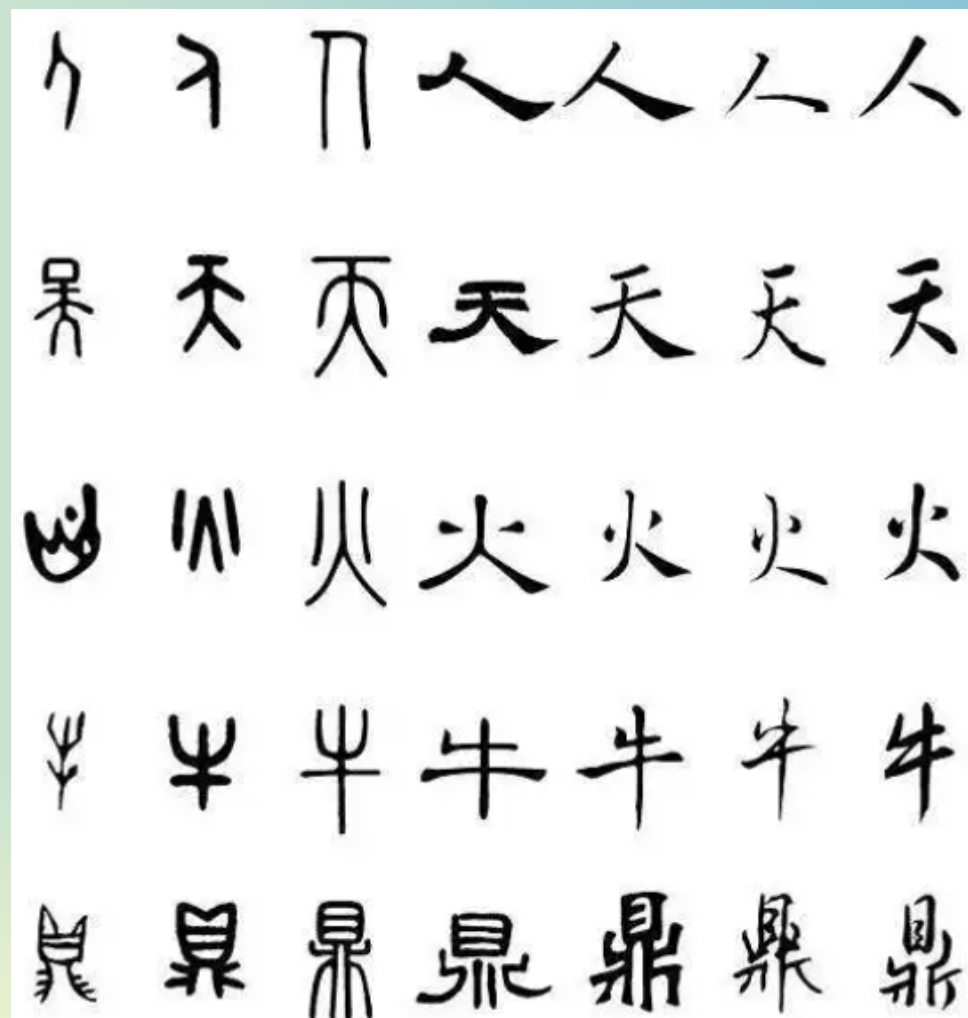 人 人 人 人 人 人 人
天 天 天 天 天 天 天
火 火 火 火 火 火 火
牛 牛 牛 牛 牛 牛 牛
鼎 鼎 鼎 鼎 鼎 鼎 鼎